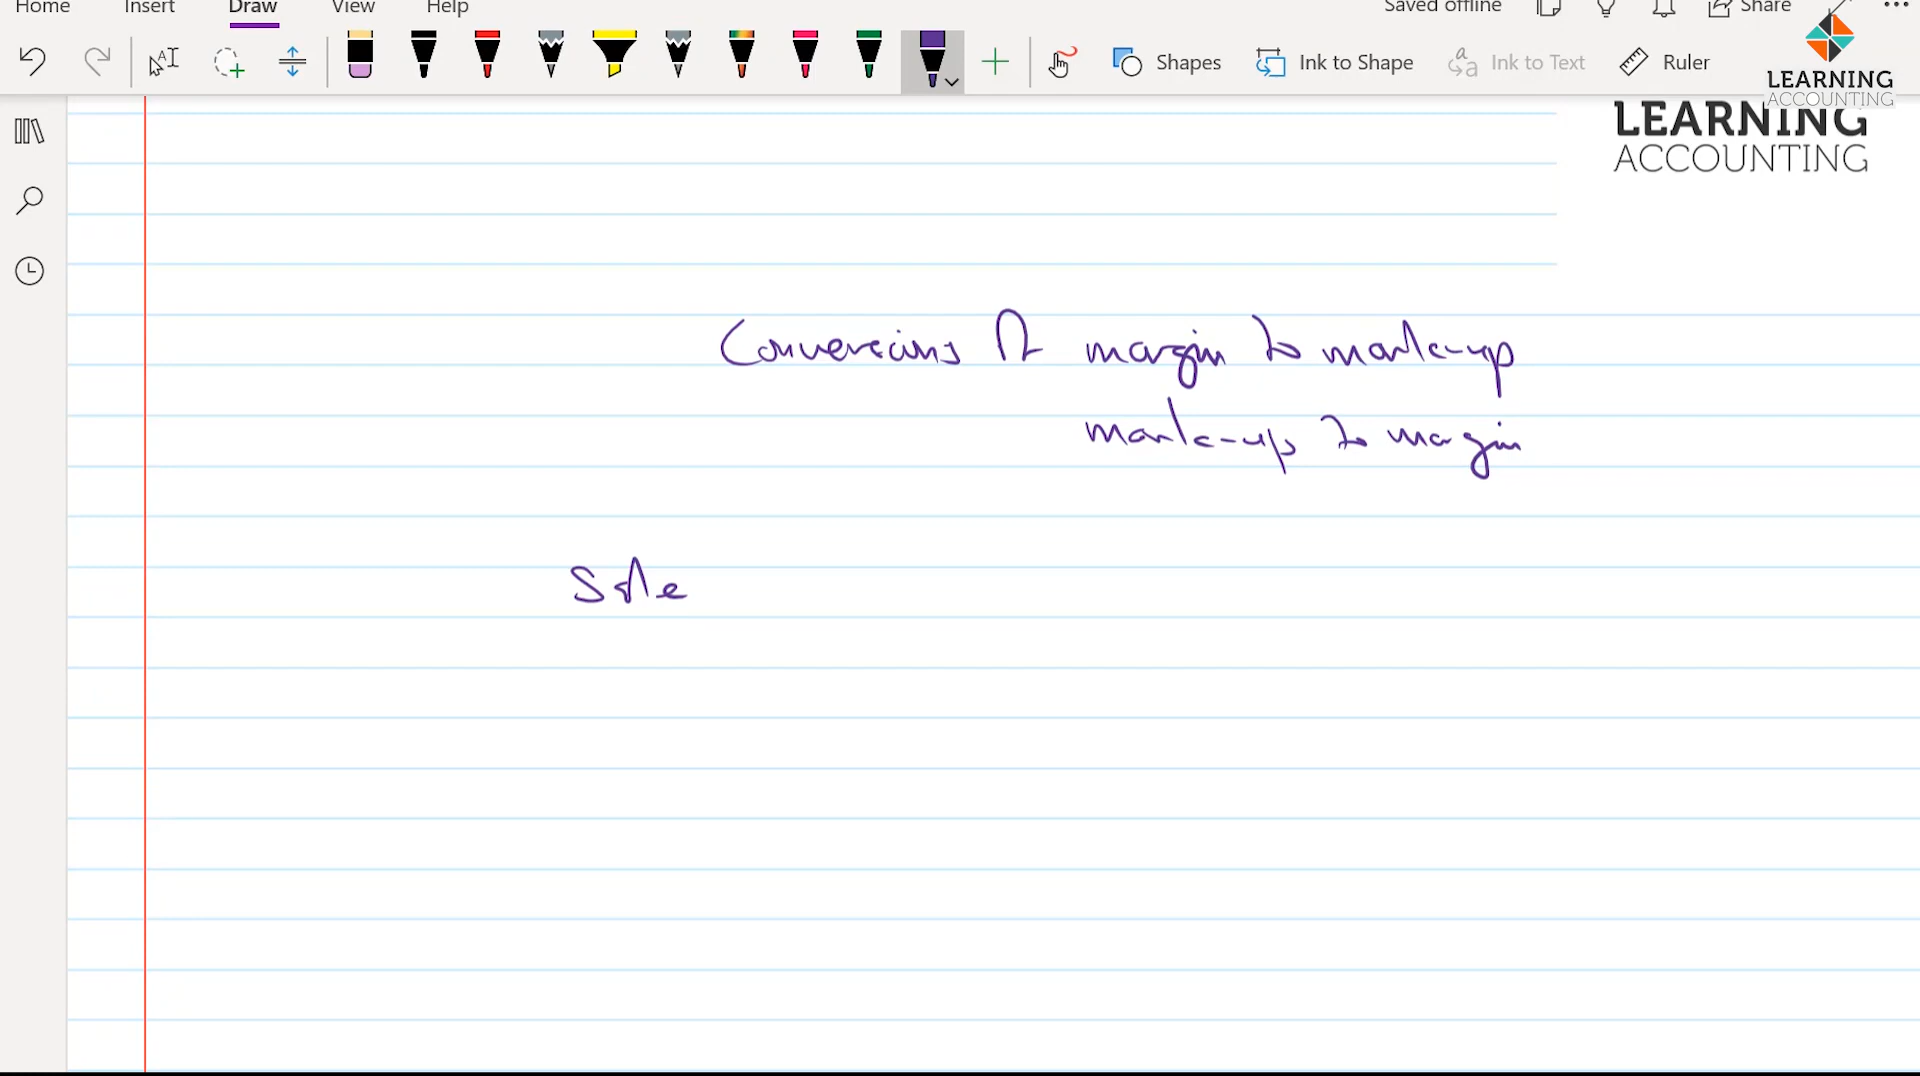 Home Insert Draw View Help Saved offline Share
Shapes Ink to Shape Ink to Text Ruler
LEARNING
ACCOUNTING
LEARNING
ACCOUNTING
Conversions of margin to mark-up
mark-up to margin
Sale